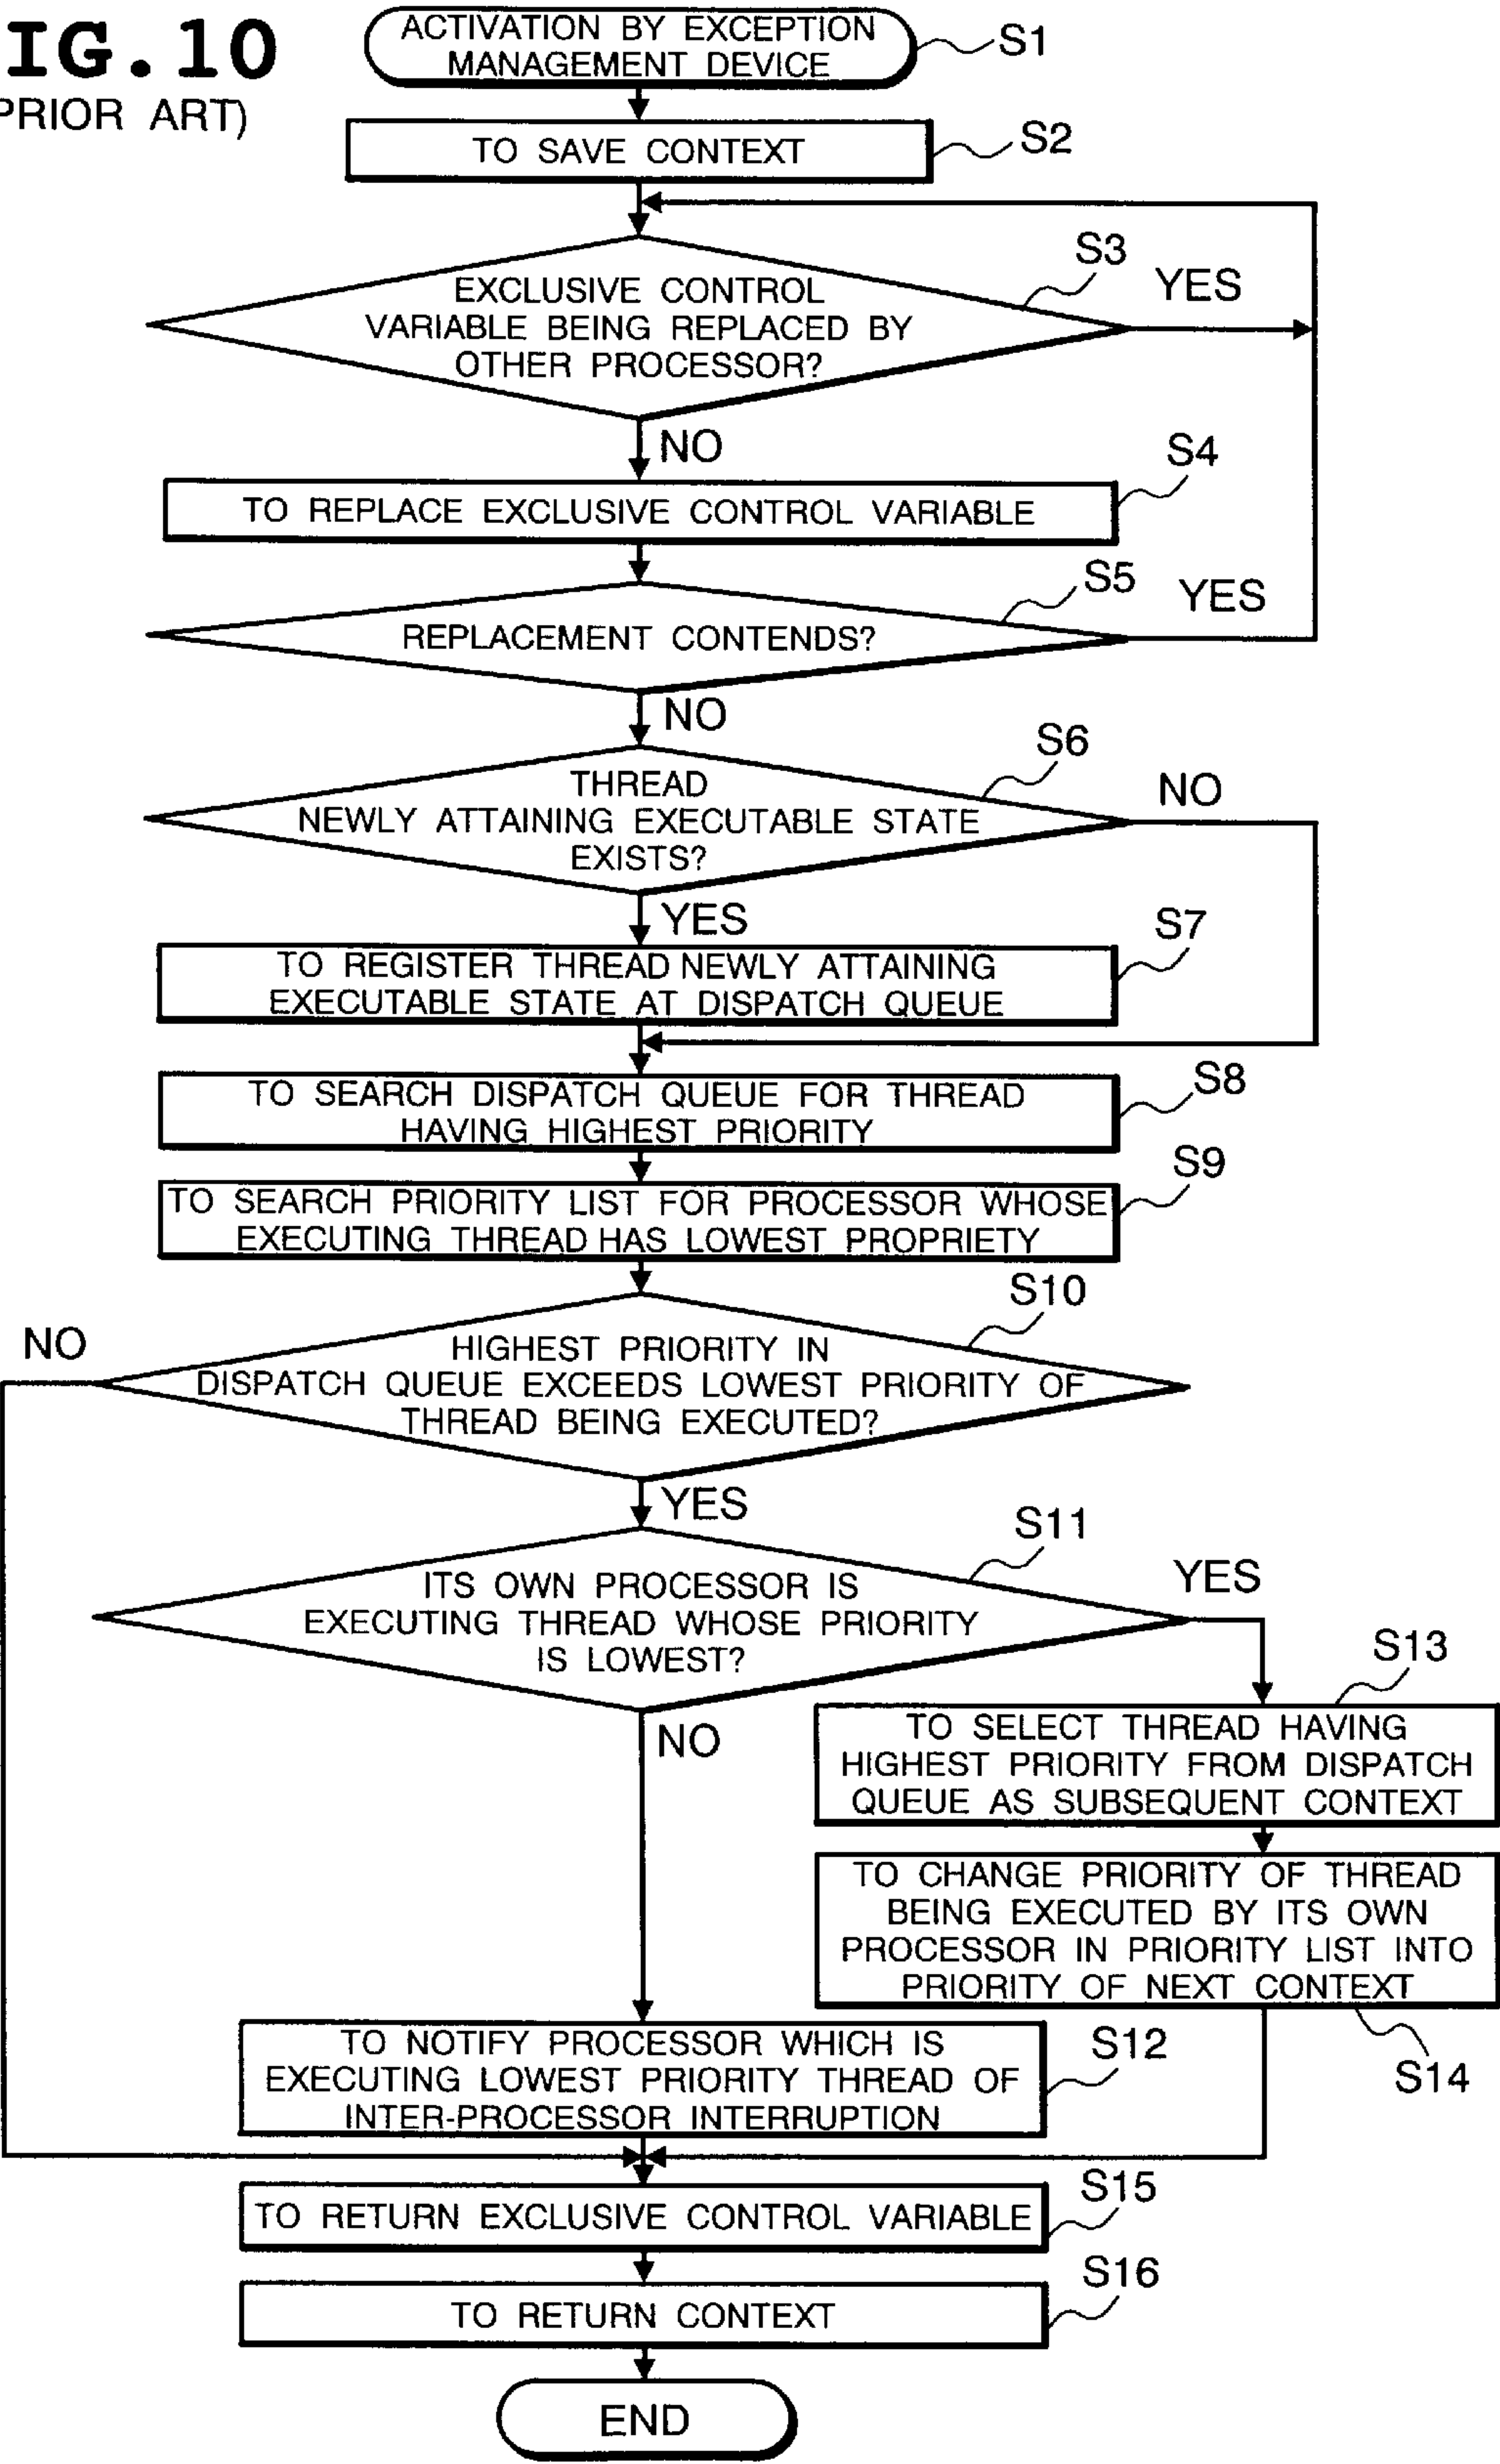 IG.10
PRIOR ART)
ACTIVATION BY EXCEPTION
MANAGEMENT DEVICE
S1
TO SAVE CONTEXT
S2
EXCLUSIVE CONTROL
VARIABLE BEING REPLACED BY
OTHER PROCESSOR?
S3
YES
NO
TO REPLACE EXCLUSIVE CONTROL VARIABLE
S4
REPLACEMENT CONTENDS?
S5
YES
NO
THREAD
NEWLY ATTAINING EXECUTABLE STATE
EXISTS?
S6
NO
YES
TO REGISTER THREAD NEWLY ATTAINING
EXECUTABLE STATE AT DISPATCH QUEUE
S7
TO SEARCH DISPATCH QUEUE FOR THREAD
HAVING HIGHEST PRIORITY
S8
TO SEARCH PRIORITY LIST FOR PROCESSOR WHOSE
EXECUTING THREAD HAS LOWEST PROPRIETY
S9
HIGHEST PRIORITY IN
DISPATCH QUEUE EXCEEDS LOWEST PRIORITY OF
THREAD BEING EXECUTED?
S10
NO
YES
ITS OWN PROCESSOR IS
EXECUTING THREAD WHOSE PRIORITY
IS LOWEST?
S11
YES
NO
TO SELECT THREAD HAVING
HIGHEST PRIORITY FROM DISPATCH
QUEUE AS SUBSEQUENT CONTEXT
S13
TO CHANGE PRIORITY OF THREAD
BEING EXECUTED BY ITS OWN
PROCESSOR IN PRIORITY LIST INTO
PRIORITY OF NEXT CONTEXT
S14
TO NOTIFY PROCESSOR WHICH IS
EXECUTING LOWEST PRIORITY THREAD OF
INTER-PROCESSOR INTERRUPTION
S12
TO RETURN EXCLUSIVE CONTROL VARIABLE
S15
TO RETURN CONTEXT
S16
END